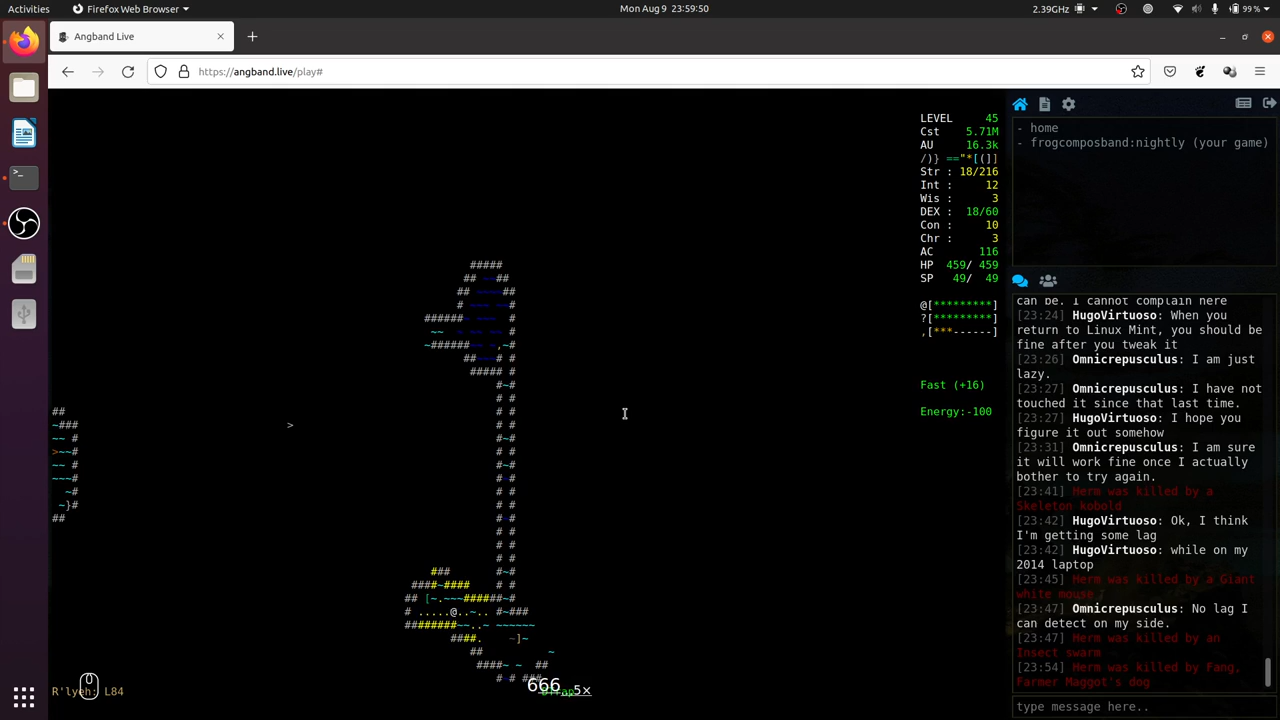 Activities
Firefox Web Browser
Mon Aug 9 23:59:50
2.39GHz
99%
Angband Live
https://angband.live/play#
LEVEL 45
Cst 5.71M
AU 16.3k
/)} =="*[(]]
Str : 18/216
Int : 12
Wis : 3
DEX : 18/60
Con : 10
Chr : 3
AC 116
HP 459/ 459
SP 49/ 49
@[*********]
?[*********]
,[***------]
Fast (+16)
Energy:-100
R'lyeh: L84
666 5x
- home
- frogcomposband:nightly (your game)
can be. I cannot complain here
[23:24] HugoVirtuoso: When you
return to Linux Mint, you should be
fine after you tweak it
[23:26] Omnicrepusculus: I am just
lazy.
[23:27] Omnicrepusculus: I have not
touched it since that last time.
[23:27] HugoVirtuoso: I hope you
figure it out somehow
[23:31] Omnicrepusculus: I am sure
it will work fine once I actually
bother to try again.
[23:41] Herm was killed by a
Skeleton kobold
[23:42] HugoVirtuoso: Ok, I think
I'm getting some lag
[23:42] HugoVirtuoso: while on my
2014 laptop
[23:45] Herm was killed by a Giant
white mouse
[23:47] Omnicrepusculus: No lag I
can detect on my side.
[23:47] Herm was killed by an
Insect swarm
[23:54] Herm was killed by Fang,
Farmer Maggot's dog
type message here..